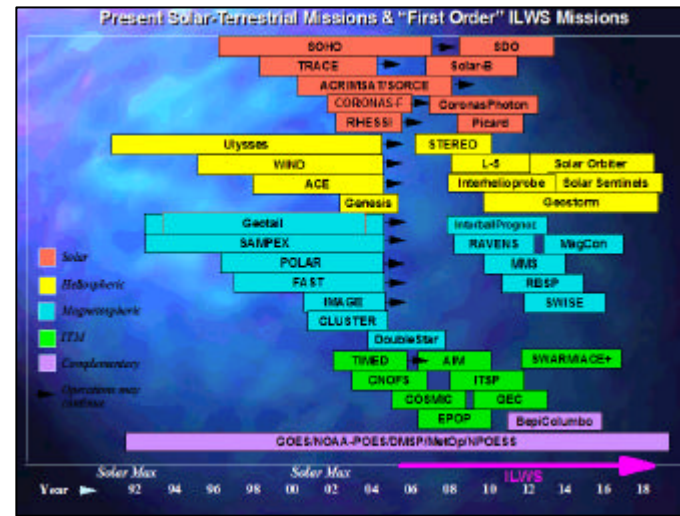 Present Solar-Terrestrial Missions & "First Order" ILWS Missions
SOHO SDO
TRACE Solar-B
ACRIMSAT/SORCE
CORONAS-F CoronasPhoton
RHESSI Picard
Ulysses STEREO
WIND L-5 Solar Orbiter
ACE Interhelioprobe Solar Sentinels
Genesis Geostorm
Geotail InterballPrognoz
SAMPEX RAVENS MagCon
Solar POLAR MMS
Heliospheric FAST RBSP
Magnetospheric IMAGE SWISE
CLUSTER
ITM DoubleStar
TIMED AIM SWARM/ACE+
Complementary CNOFS ITSP
Operations may COSMIC GEC
continue EPOP BepiColumbo
GOES/NOAA-POES/DMSP/MetOp/NPOESS
Solar Max Solar Max ILWS
Year 92 94 96 98 00 02 04 06 08 10 12 14 16 18